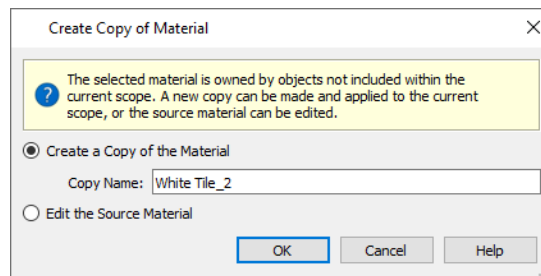 Create Copy of Material
The selected material is owned by objects not included within the
current scope. A new copy can be made and applied to the current
scope, or the source material can be edited.
Create a Copy of the Material
Copy Name: White Tile_2
Edit the Source Material
OK Cancel Help